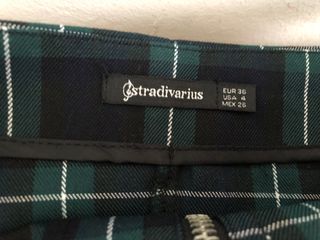 stradivarius
EUR 36
USA 4
MEX 26